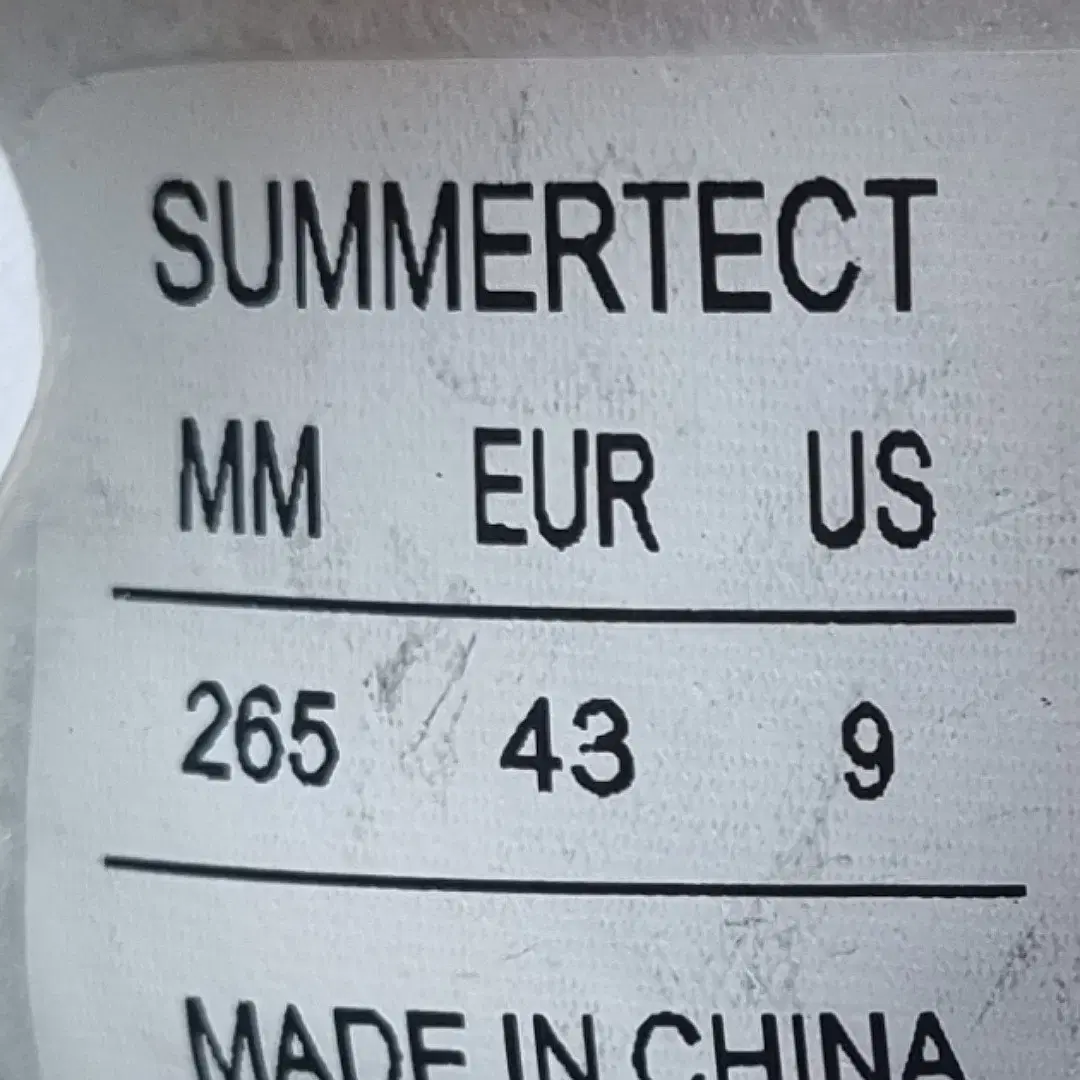 SUMMERTECT
MM EUR US
265 43 9
MADE IN CHINA